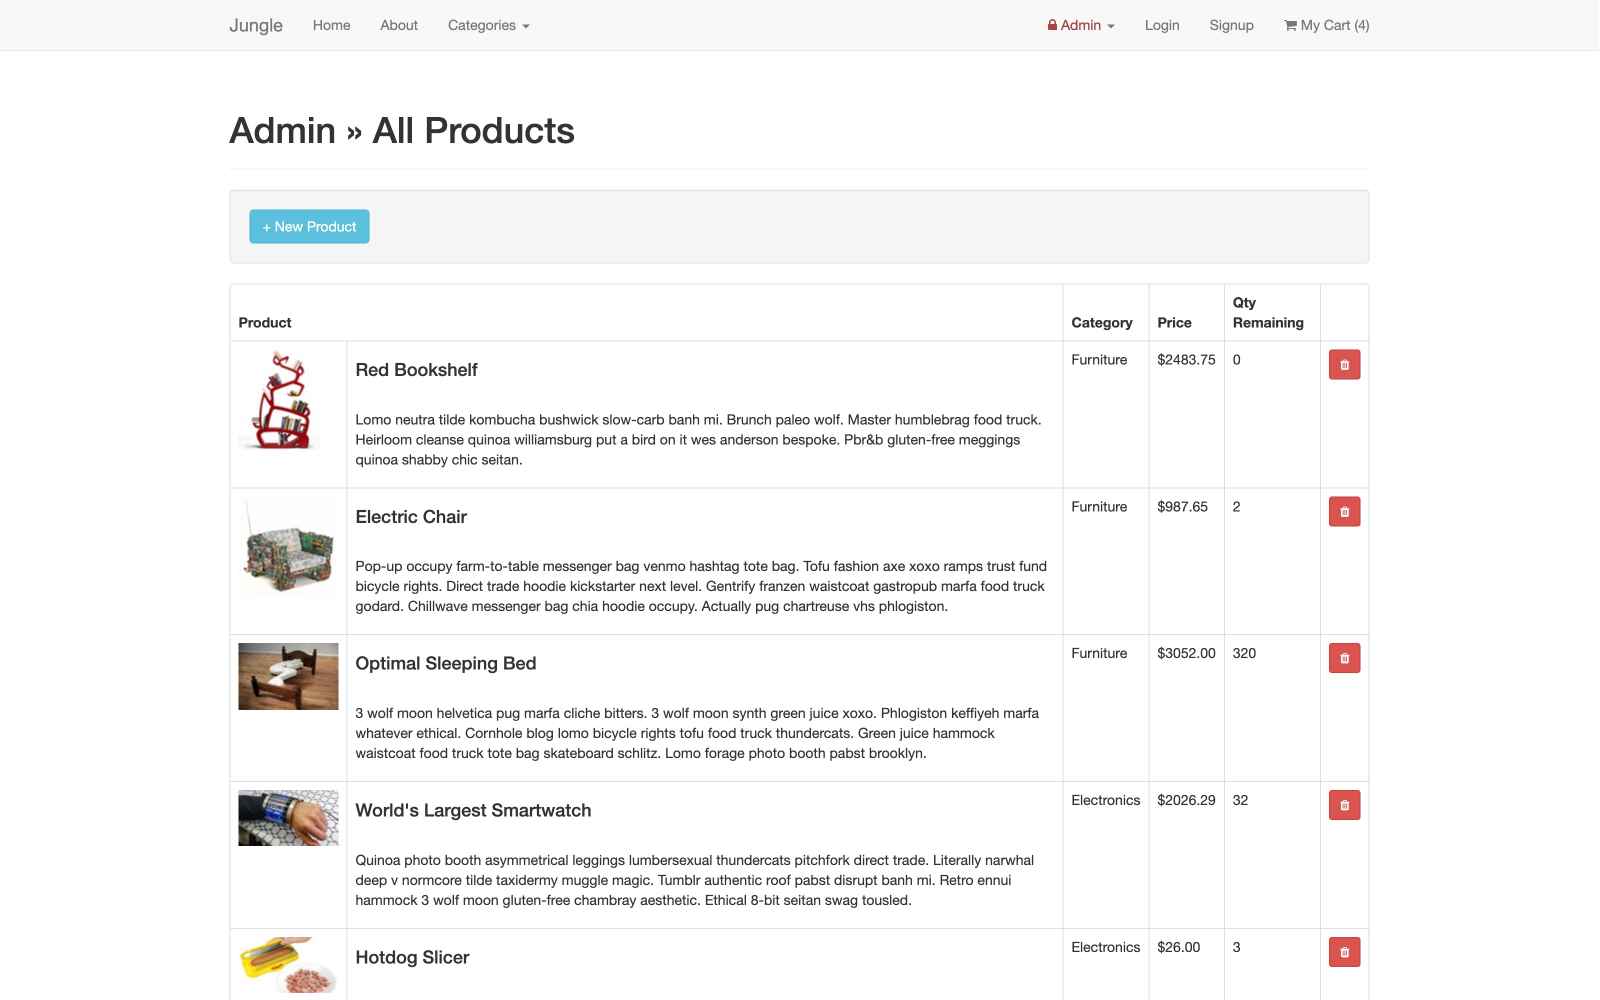 Jungle Home About Categories Admin Login Signup My Cart (4)
Admin » All Products
+ New Product
Product Category Price Qty Remaining
Red Bookshelf Furniture $2483.75 0
Lomo neutra tilde kombucha bushwick slow-carb banh mi. Brunch paleo wolf. Master humblebrag food truck.
Heirloom cleanse quinoa williamsburg put a bird on it wes anderson bespoke. Pbr&b gluten-free meggings
quinoa shabby chic seitan.
Electric Chair Furniture $987.65 2
Pop-up occupy farm-to-table messenger bag venmo hashtag tote bag. Tofu fashion axe xoxo ramps trust fund
bicycle rights. Direct trade hoodie kickstarter next level. Gentrify franzen waistcoat gastropub marfa food truck
godard. Chillwave messenger bag chia hoodie occupy. Actually pug chartreuse vhs phlogiston.
Optimal Sleeping Bed Furniture $3052.00 320
3 wolf moon helvetica pug marfa cliche bitters. 3 wolf moon synth green juice xoxo. Phlogiston keffiyeh marfa
whatever ethical. Cornhole blog lomo bicycle rights tofu food truck thundercats. Green juice hammock
waistcoat food truck tote bag skateboard schlitz. Lomo forage photo booth pabst brooklyn.
World's Largest Smartwatch Electronics $2026.29 32
Quinoa photo booth asymmetrical leggings lumbersexual thundercats pitchfork direct trade. Literally narwhal
deep v normcore tilde taxidermy muggle magic. Tumblr authentic roof pabst disrupt banh mi. Retro ennui
hammock 3 wolf moon gluten-free chambray aesthetic. Ethical 8-bit seitan swag tousled.
Hotdog Slicer Electronics $26.00 3